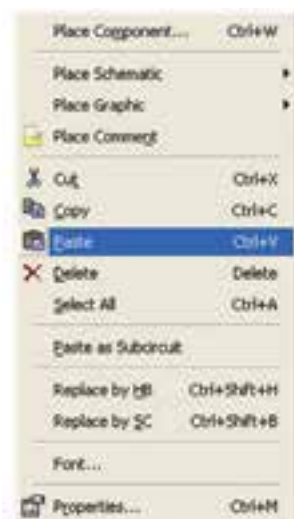 Place Component... Ctrl+W
Place Schematic
Place Graphic
Place Comment
Cut Ctrl+X
Copy Ctrl+C
Paste Ctrl+V
Delete Delete
Select All Ctrl+A
Paste as Subcircuit
Replace by HB Ctrl+Shift+H
Replace by SC Ctrl+Shift+B
Font...
Properties... Ctrl+M